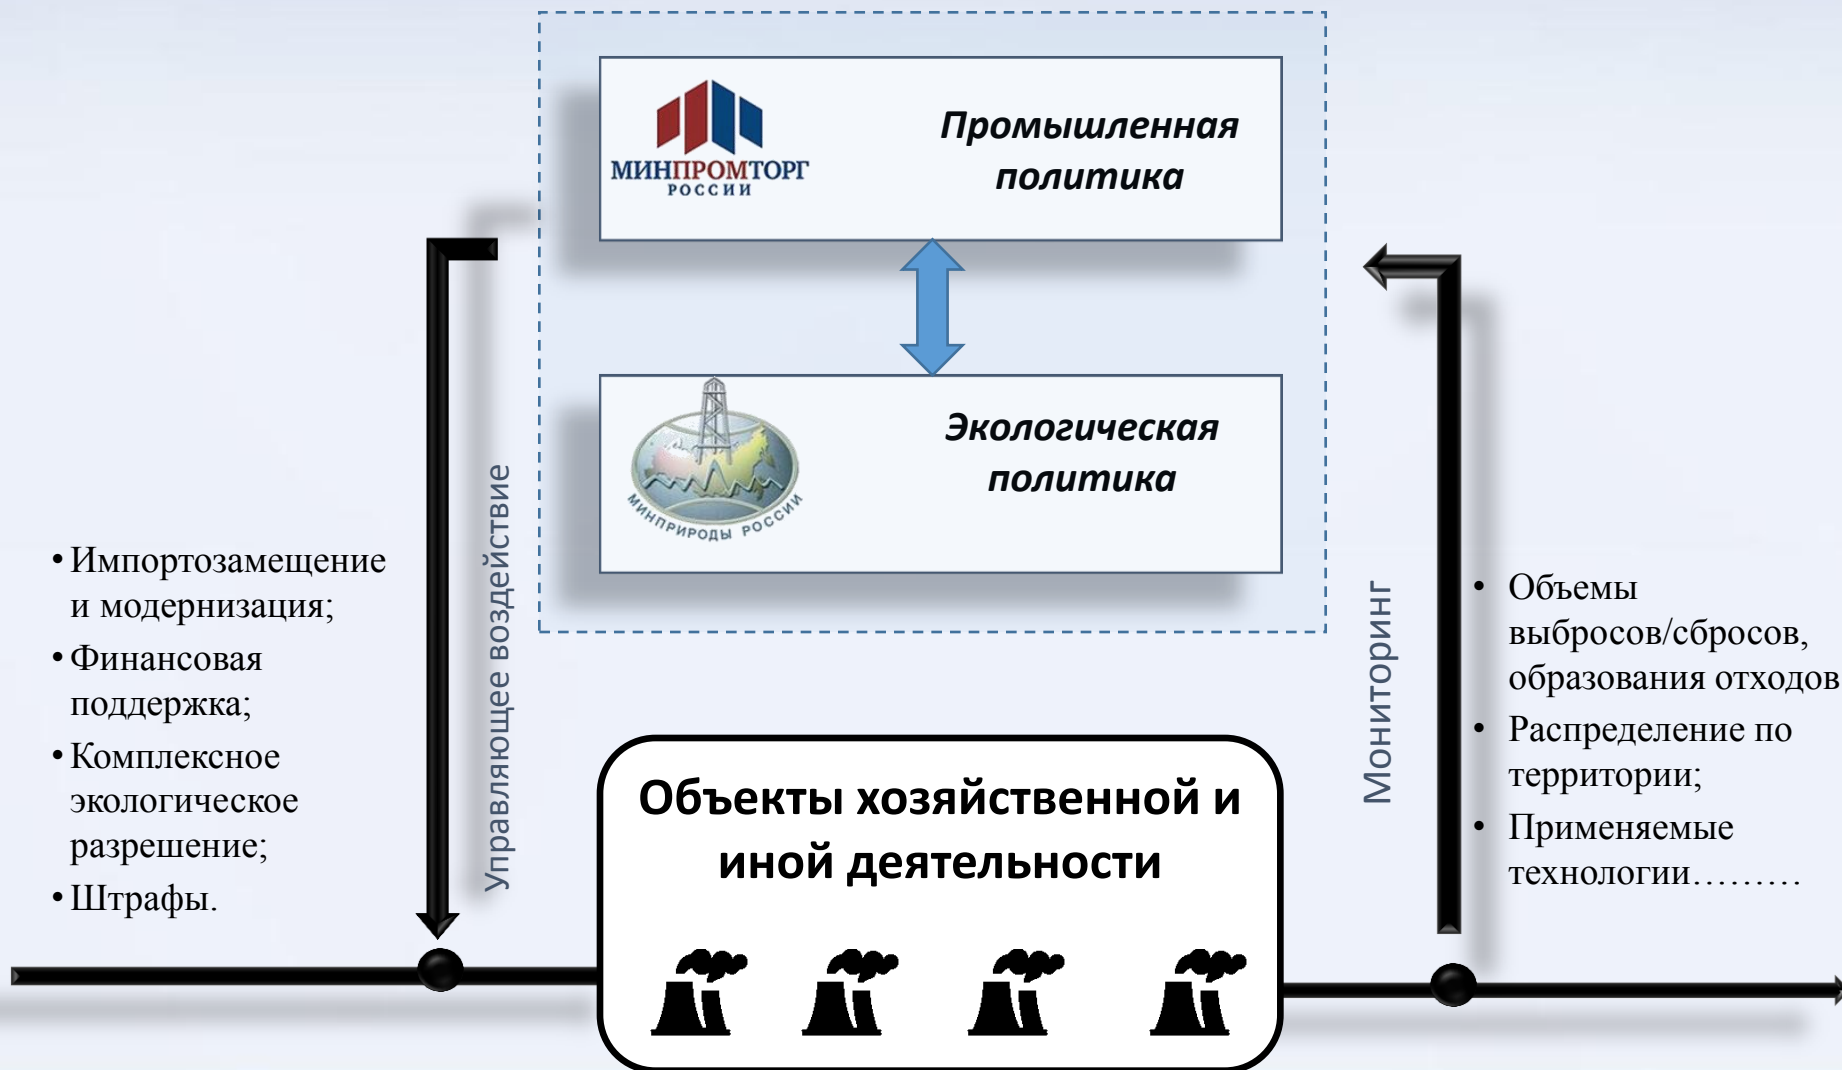 МИНПРОМТОРГ
РОССИИ
Промышленная
политика
МИНПРИРОДЫ РОССИИ
Экологическая
политика
Управляющее воздействие
• Импортозамещение
и модернизация;
• Финансовая
поддержка;
• Комплексное
экологическое
разрешение;
• Штрафы.
Объекты хозяйственной и
иной деятельности
Мониторинг
• Объемы
выбросов/сбросов,
образования отходов
• Распределение по
территории;
• Применяемые
технологии.........